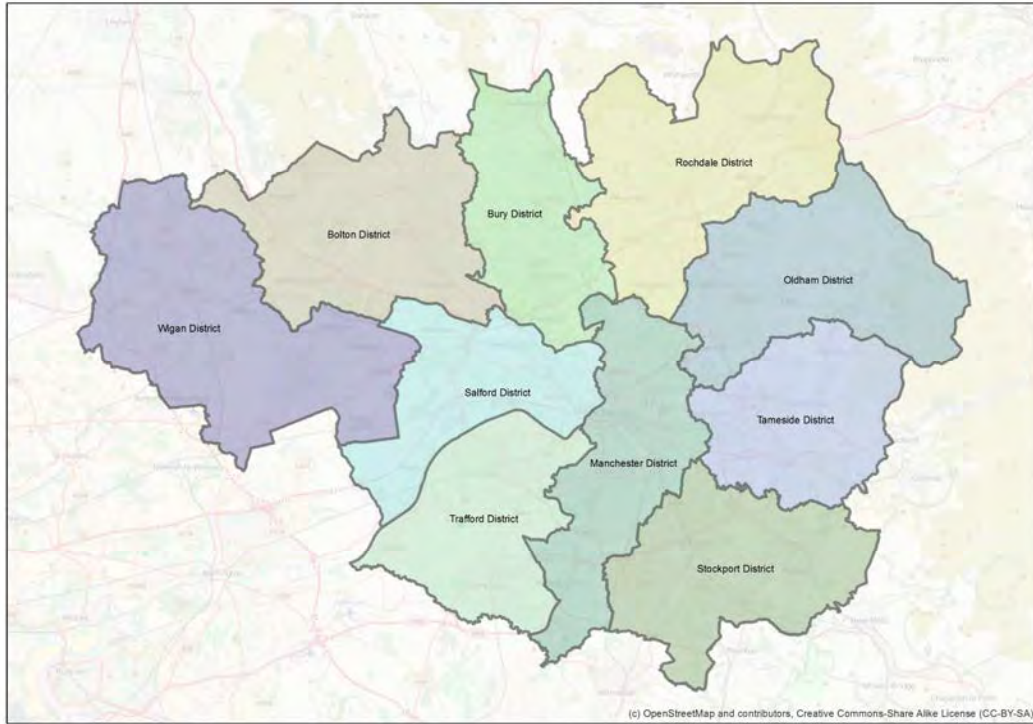 Rochdale District
Bury District
Bolton District
Oldham District
Wigan District
Salford District
Tameside District
Manchester District
Trafford District
Stockport District
(c) OpenStreetMap and contributors, Creative Commons-Share Alike License (CC-BY-SA)